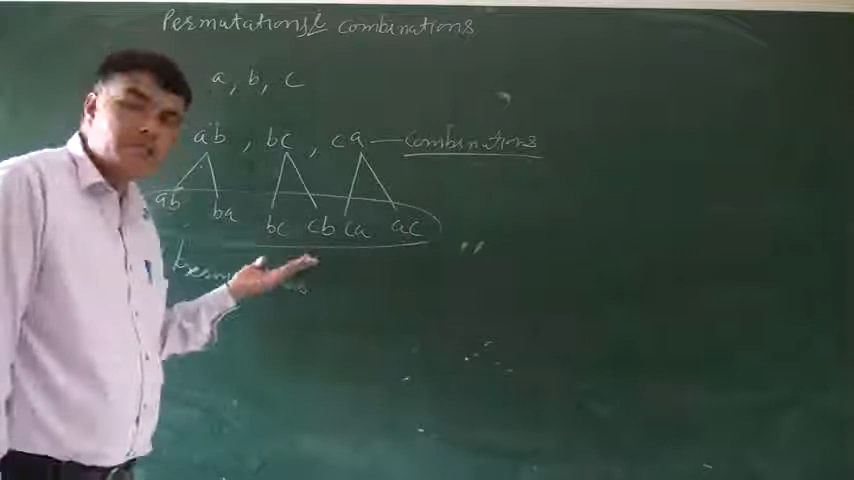 Permutations & Combinations
a, b, c
ab, bc, ca — Combinations
ab ba bc cb ca ac